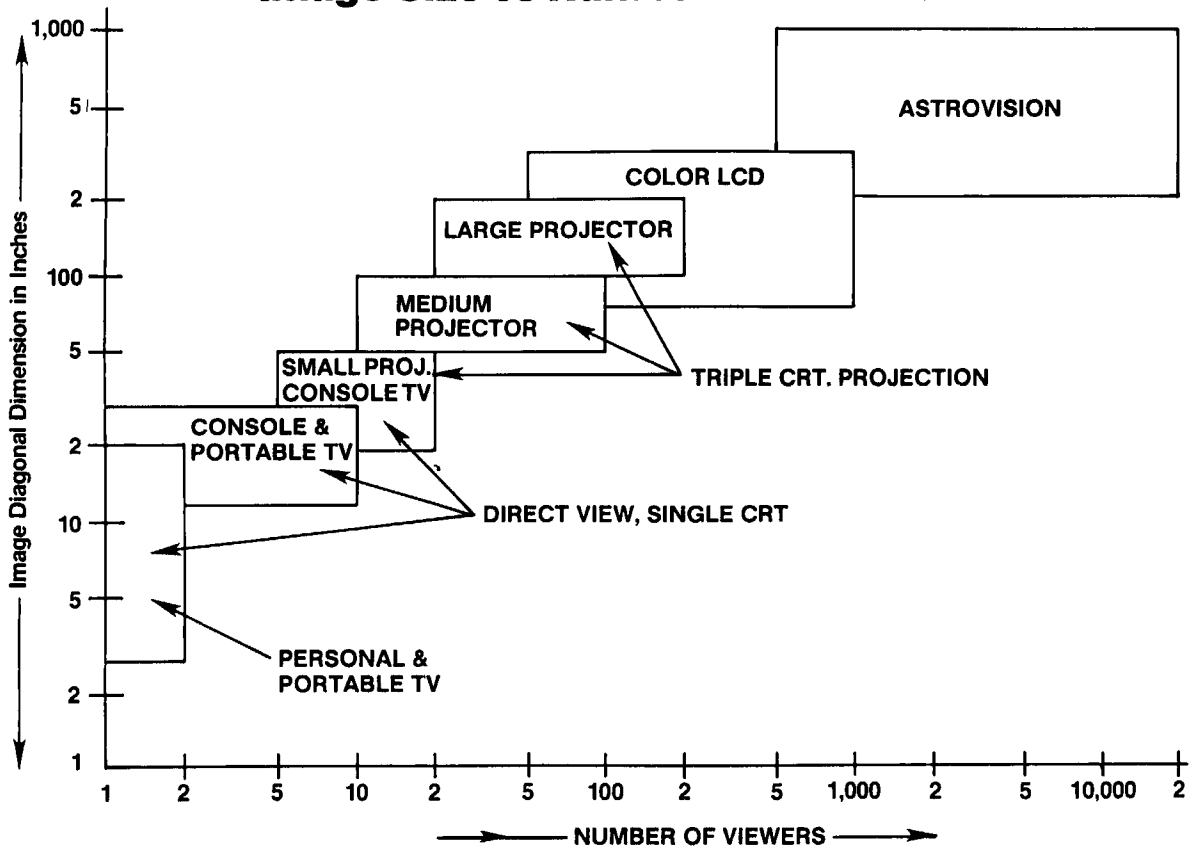 1,000
5
2
100
5
2
10
5
2
1
Image Diagonal Dimension in Inches
ASTROVISION
COLOR LCD
LARGE PROJECTOR
MEDIUM
PROJECTOR
SMALL PROJ.
CONSOLE TV
TRIPLE CRT. PROJECTION
CONSOLE &
PORTABLE TV
DIRECT VIEW, SINGLE CRT
PERSONAL &
PORTABLE TV
1 2 5 10 2 5 100 2 5 1,000 2 5 10,000 2
NUMBER OF VIEWERS